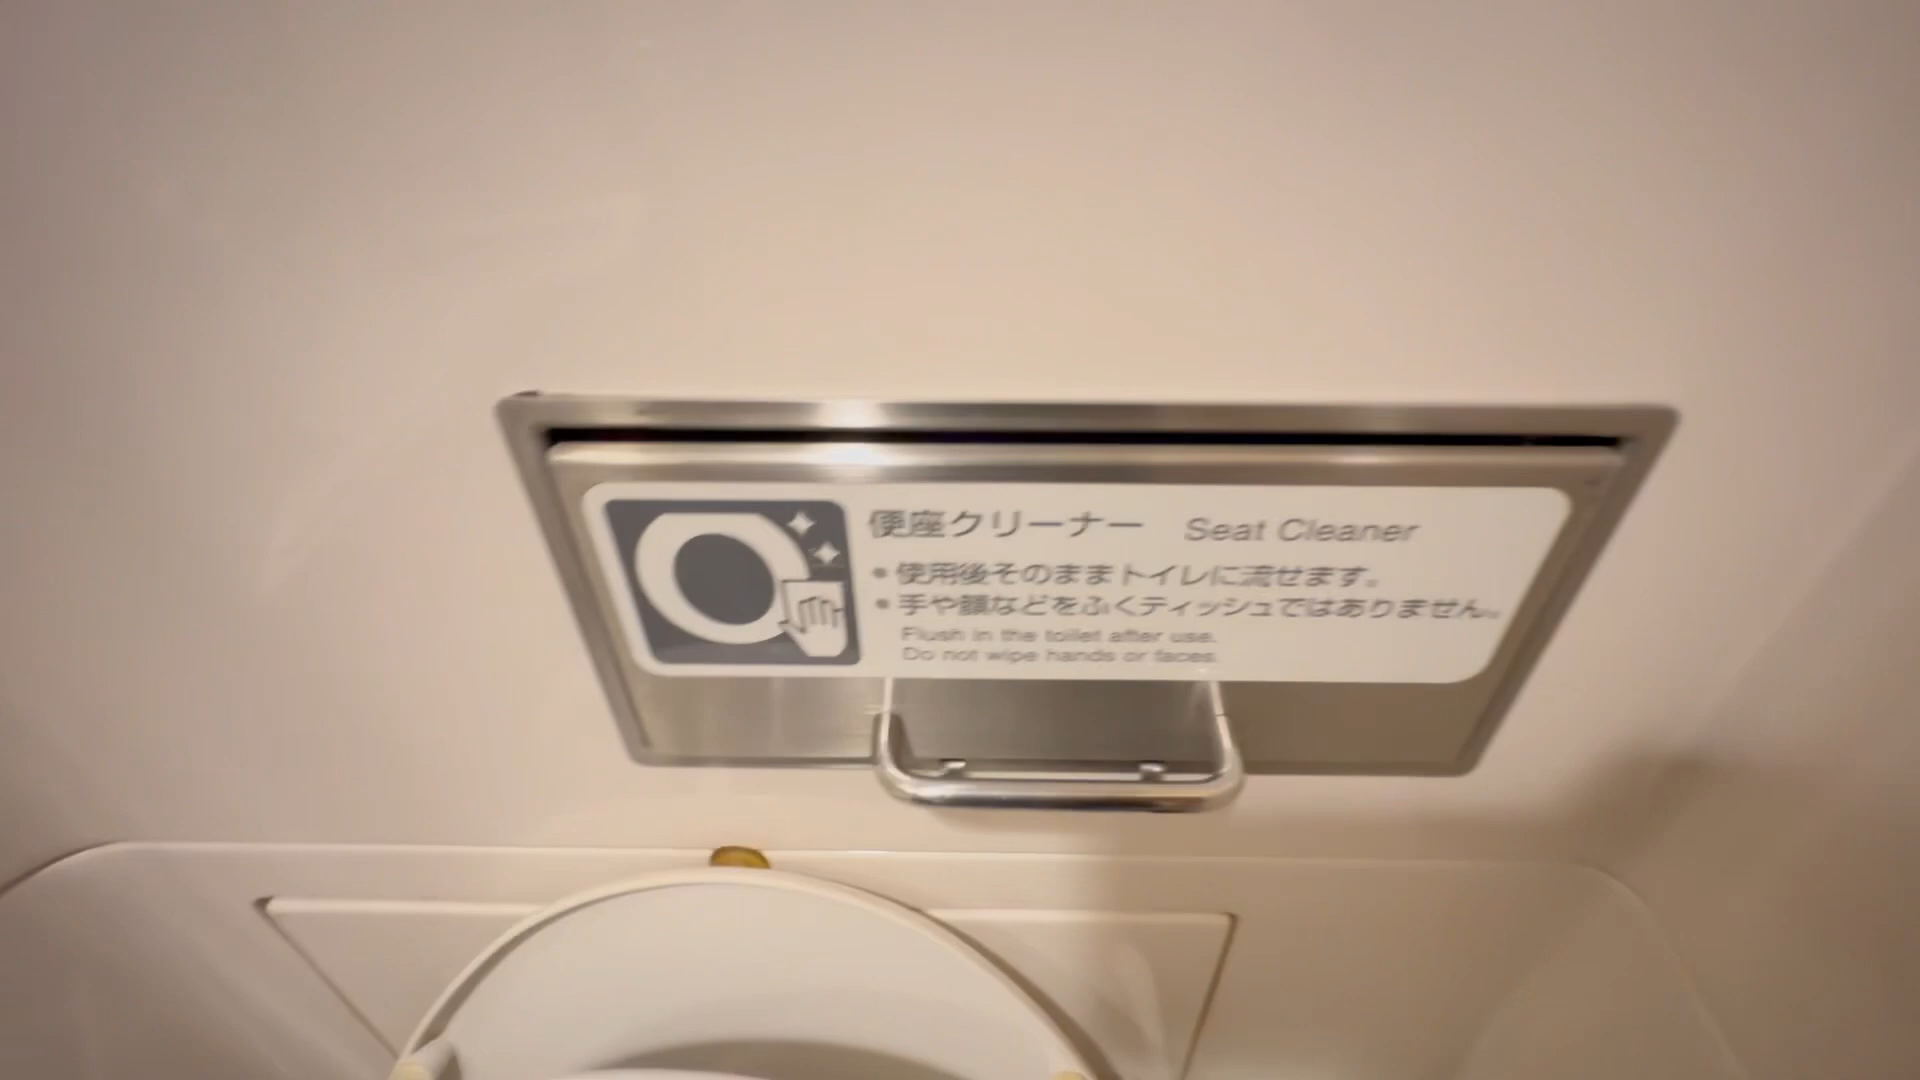 便座クリーナー Seat Cleaner
•使用後そのままトイレに流せます。
•手や顔などをふくティッシュではありません。
Flush in the toilet after use.
Do not wipe hands or faces.